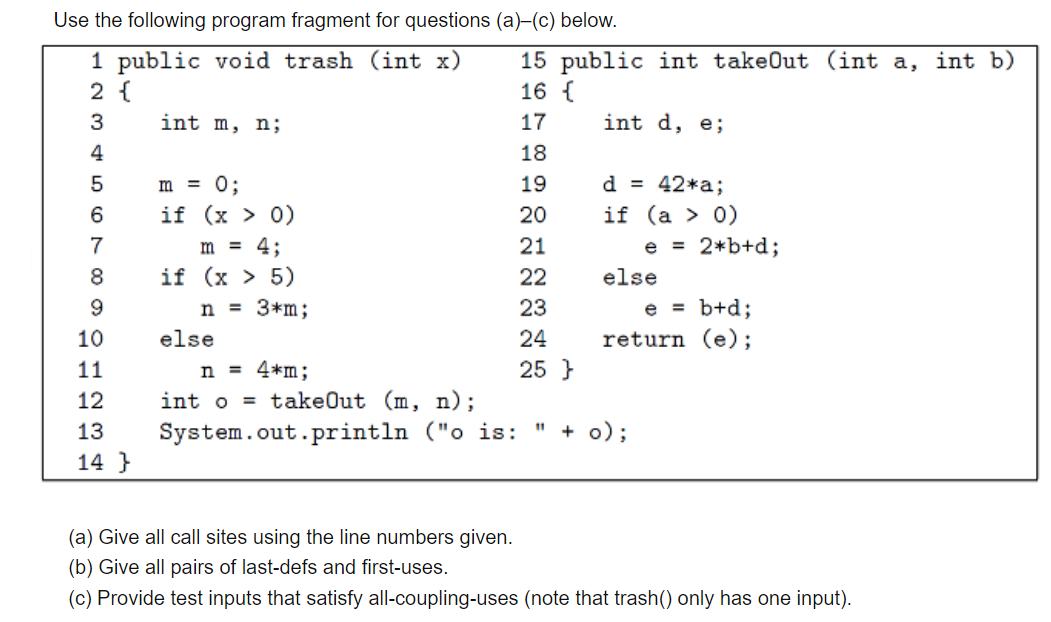 Use the following program fragment for questions (a)–(c) below.
1 public void trash (int x)
2 {
3 int m, n;
4
5 m = 0;
6 if (x > 0)
7 m = 4;
8 if (x > 5)
9 n = 3*m;
10 else
11 n = 4*m;
12 int o = takeOut (m, n);
13 System.out.println ("o is: " + o);
14 }
15 public int takeOut (int a, int b)
16 {
17 int d, e;
18
19 d = 42*a;
20 if (a > 0)
21 e = 2*b+d;
22 else
23 e = b+d;
24 return (e);
25 }
(a) Give all call sites using the line numbers given.
(b) Give all pairs of last-defs and first-uses.
(c) Provide test inputs that satisfy all-coupling-uses (note that trash() only has one input).